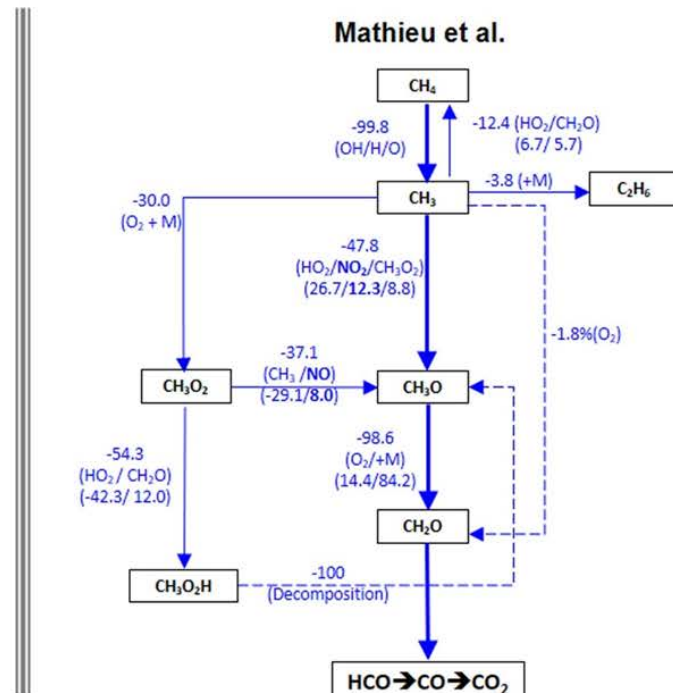 Mathieu et al.
CH₄
-99.8
(OH/H/O)
-12.4 (HO₂/CH₂O)
(6.7/ 5.7)
CH₃
-3.8 (+M)
C₂H₆
-30.0
(O₂ + M)
-47.8
(HO₂/NO₂/CH₃O₂)
(26.7/12.3/8.8)
-1.8%(O₂)
-37.1
(CH₃ /NO)
(-29.1/8.0)
CH₃O₂
CH₃O
-54.3
(HO₂ / CH₂O)
(-42.3/ 12.0)
-98.6
(O₂/+M)
(14.4/84.2)
CH₂O
CH₃O₂H
-100
(Decomposition)
HCO➔CO➔CO₂